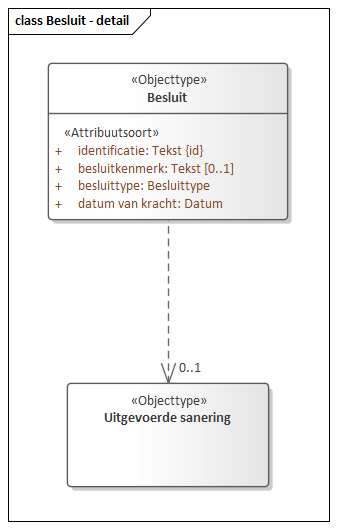 class Besluit - detail
«Objecttype»
Besluit
«Attribuutsoort»
+ identificatie: Tekst {id}
+ besluitkenmerk: Tekst [0..1]
+ besluittype: Besluittype
+ datum van kracht: Datum
0..1
«Objecttype»
Uitgevoerde sanering